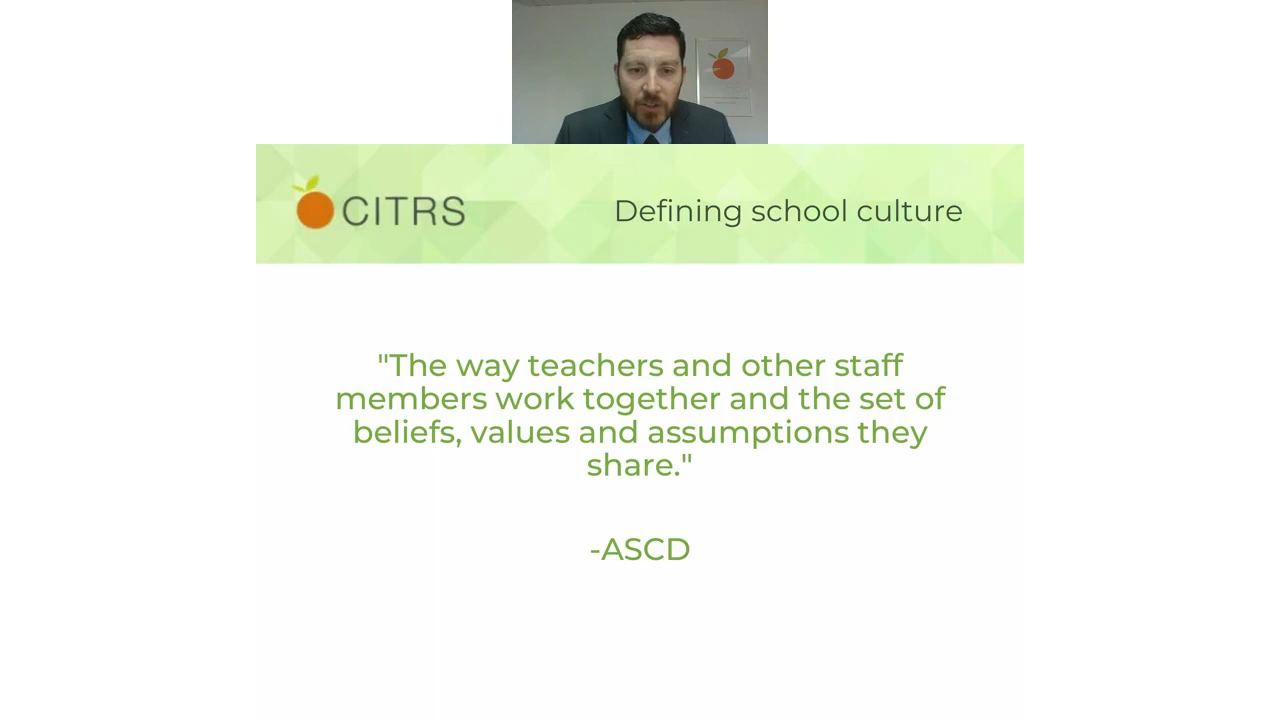 CITRS
Defining school culture
"The way teachers and other staff
members work together and the set of
beliefs, values and assumptions they
share."
-ASCD